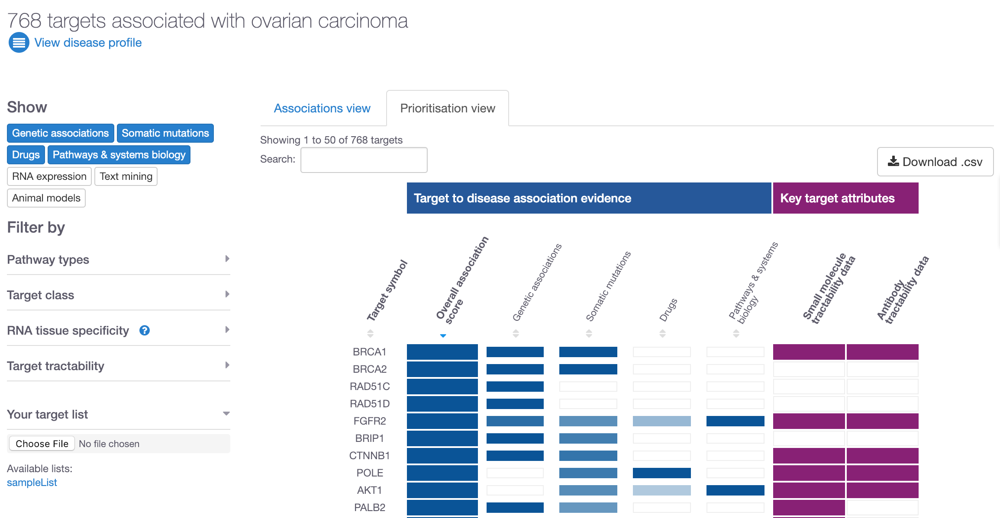 768 targets associated with ovarian carcinoma
View disease profile
Show
Genetic associations Somatic mutations
Drugs Pathways & systems biology
RNA expression Text mining
Animal models
Filter by
Pathway types
Target class
RNA tissue specificity ?
Target tractability
Your target list
Choose File No file chosen
Available lists:
sampleList
Associations view Prioritisation view
Showing 1 to 50 of 768 targets
Search:
Download .csv
Target to disease association evidence Key target attributes
Target symbol
Overall association
score
Genetic associations
Somatic mutations
Drugs
Pathways & systems
biology
Small molecule
tractability data
Antibody
tractability data
BRCA1
BRCA2
RAD51C
RAD51D
FGFR2
BRIP1
CTNNB1
POLE
AKT1
PALB2